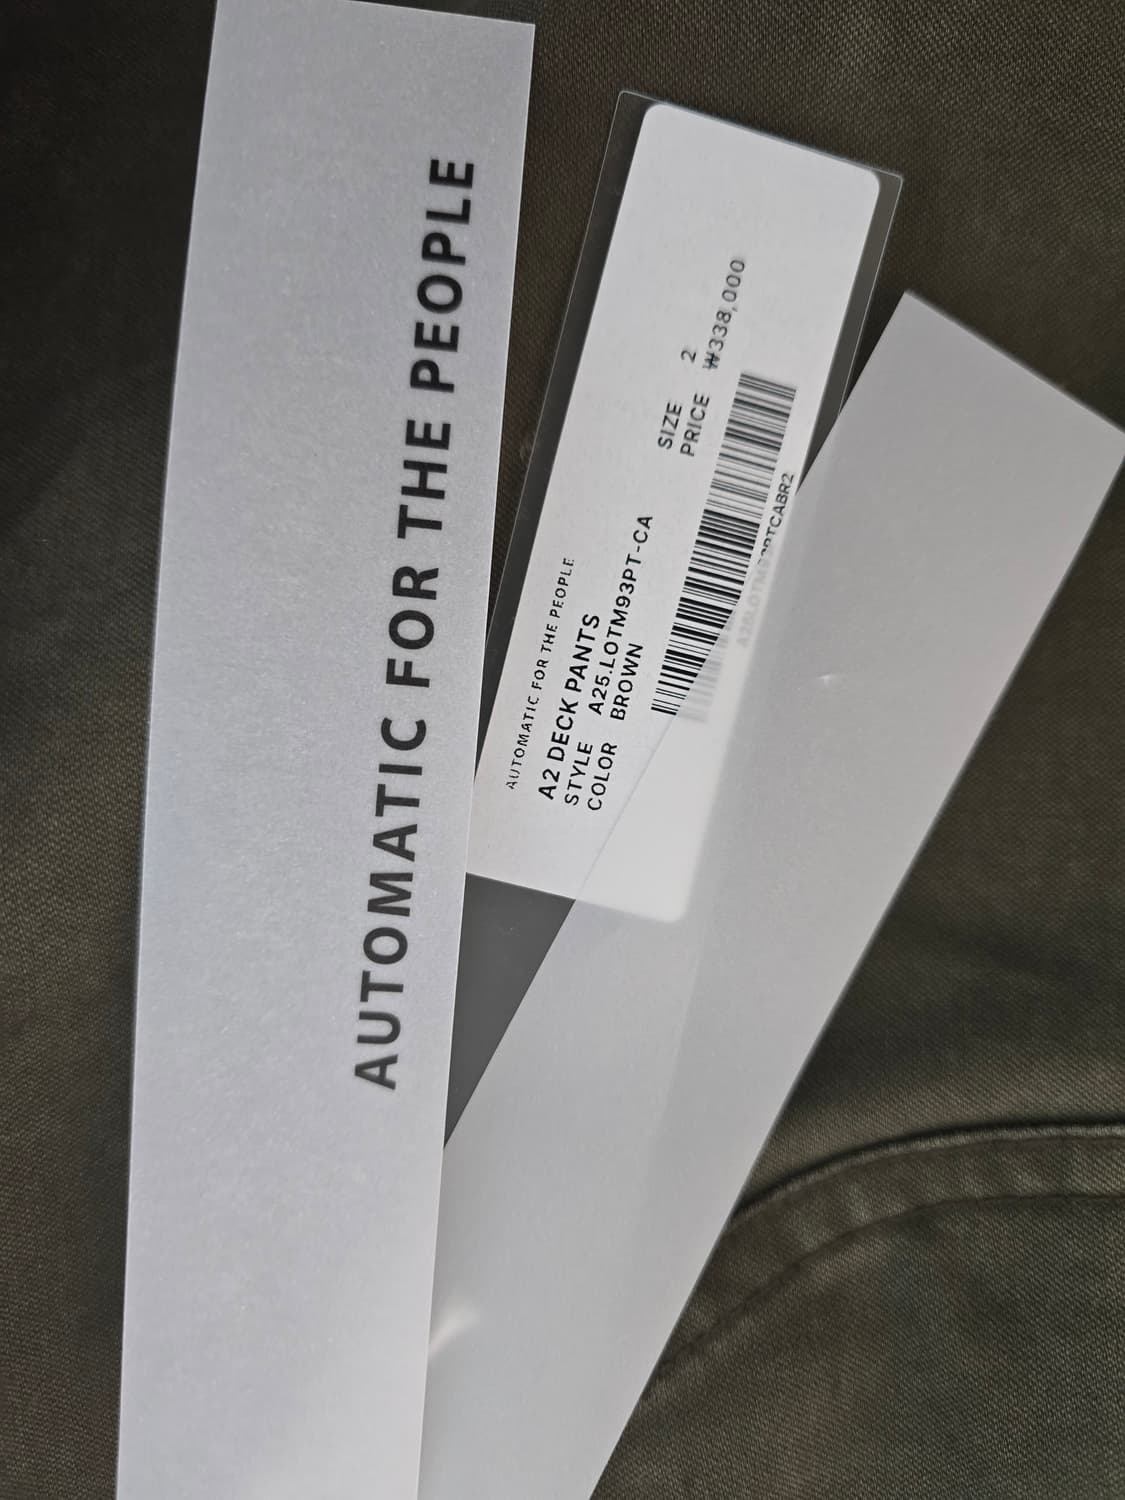 AUTOMATIC FOR THE PEOPLE
AUTOMATIC FOR THE PEOPLE
A2 DECK PANTS
STYLE A25.LOTM93PT-CA
COLOR BROWN
SIZE 2
PRICE ₩338,000